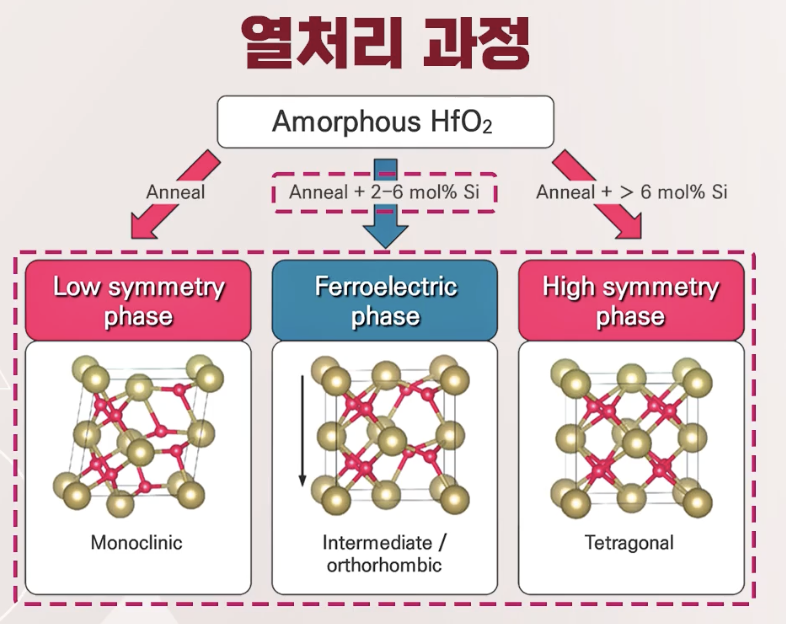 열처리 과정
Amorphous HfO₂
Anneal
Anneal + 2–6 mol% Si
Anneal + > 6 mol% Si
Low symmetry
phase
Ferroelectric
phase
High symmetry
phase
Monoclinic
Intermediate /
orthorhombic
Tetragonal